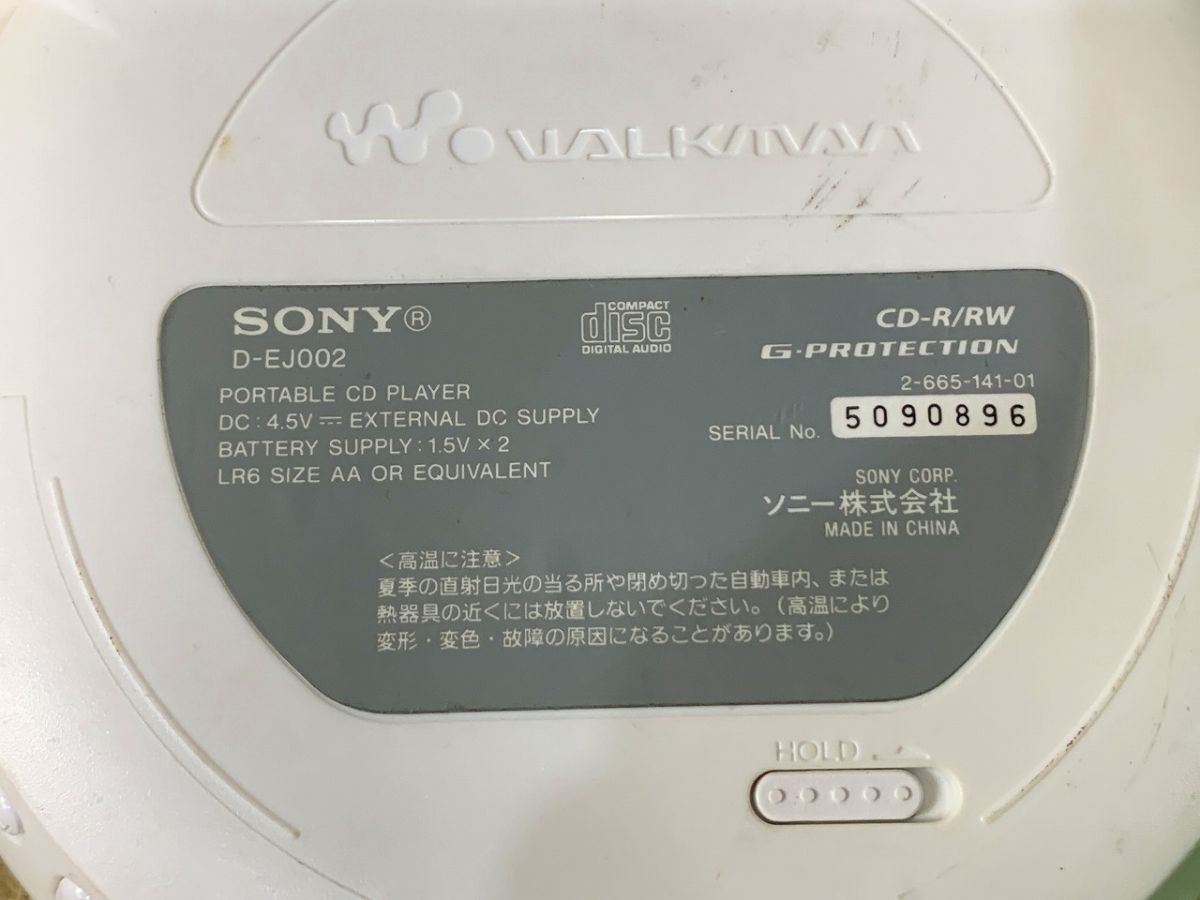 WALKMAN
SONY®
D-EJ002
PORTABLE CD PLAYER
DC : 4.5V ⎓ EXTERNAL DC SUPPLY
BATTERY SUPPLY : 1.5V × 2
LR6 SIZE AA OR EQUIVALENT
COMPACT
disc
DIGITAL AUDIO
CD-R/RW
G-PROTECTION
2-665-141-01
SERIAL No. 5090896
SONY CORP.
ソニー株式会社
MADE IN CHINA
<高温に注意>
夏季の直射日光の当る所や閉め切った自動車内、または
熱器具の近くには放置しないでください。(高温により
変形・変色・故障の原因になることがあります。)
HOLD